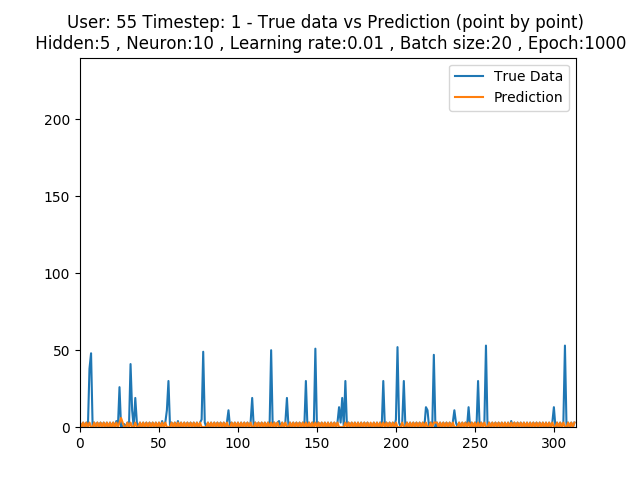 User: 55 Timestep: 1 - True data vs Prediction (point by point)
Hidden:5 , Neuron:10 , Learning rate:0.01 , Batch size:20 , Epoch:1000
True Data
Prediction
200
150
100
50
0
0 50 100 150 200 250 300